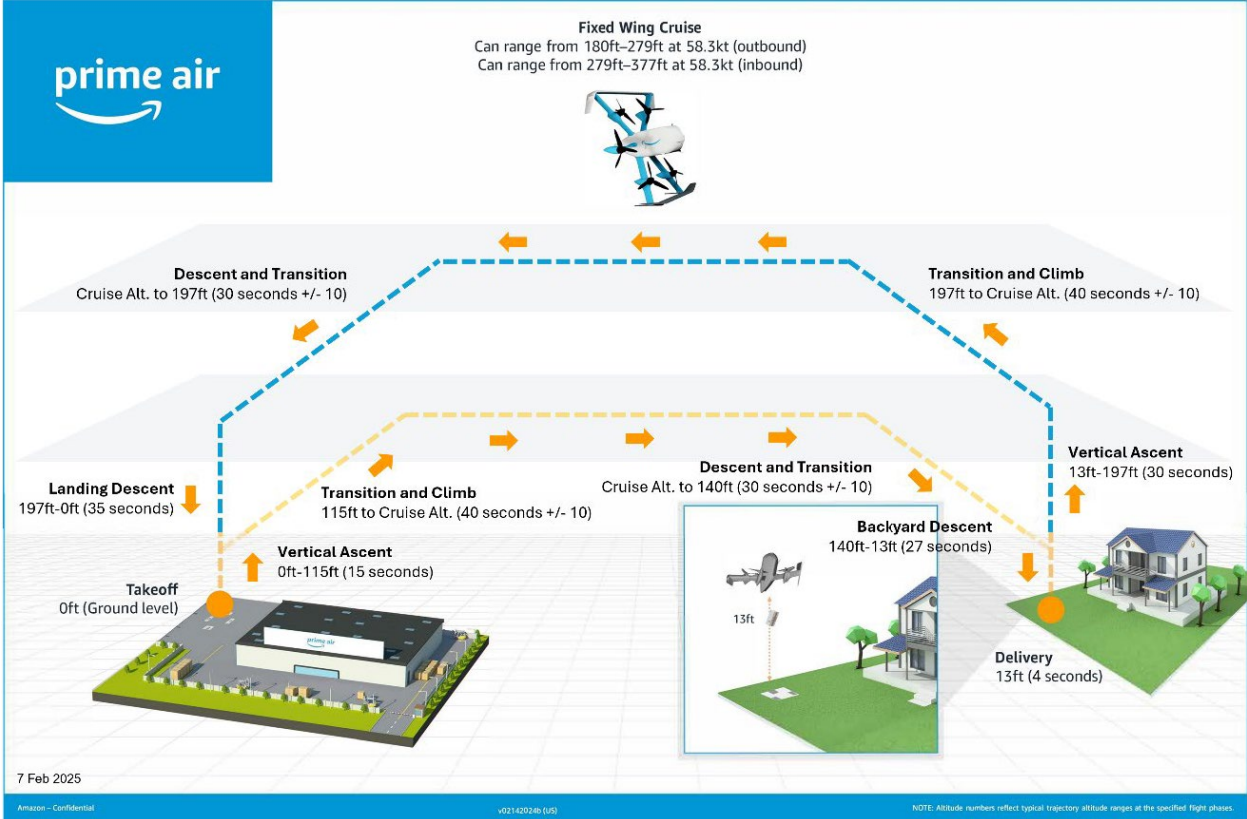 prime air
Fixed Wing Cruise
Can range from 180ft–279ft at 58.3kt (outbound)
Can range from 279ft–377ft at 58.3kt (inbound)
Descent and Transition
Cruise Alt. to 197ft (30 seconds +/- 10)
Transition and Climb
197ft to Cruise Alt. (40 seconds +/- 10)
Landing Descent
197ft-0ft (35 seconds)
Transition and Climb
115ft to Cruise Alt. (40 seconds +/- 10)
Descent and Transition
Cruise Alt. to 140ft (30 seconds +/- 10)
Vertical Ascent
13ft-197ft (30 seconds)
Vertical Ascent
0ft-115ft (15 seconds)
Backyard Descent
140ft-13ft (27 seconds)
Takeoff
0ft (Ground level)
prime air
13ft
Delivery
13ft (4 seconds)
7 Feb 2025
Amazon – Confidential
v02142024b (US)
NOTE: Altitude numbers reflect typical trajectory altitude ranges at the specified flight phases.